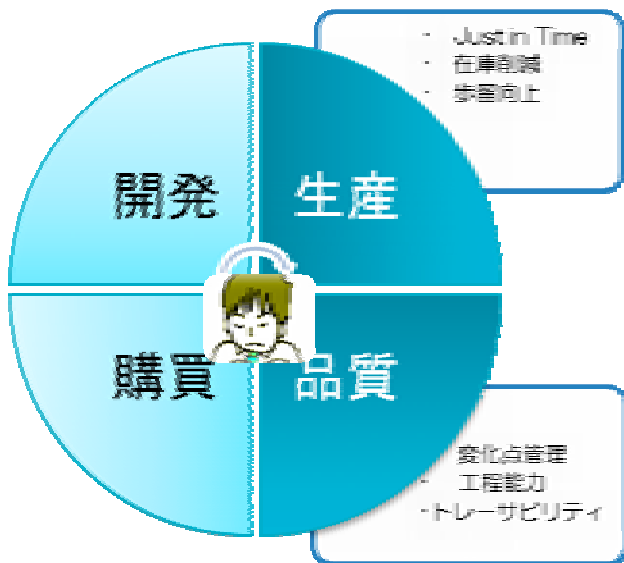 ・ Just in Time
・ 在庫削減
・ 歩留向上
開発
生産
購買
品質
変化点管理
・ 工程能力
・トレーサビリティ